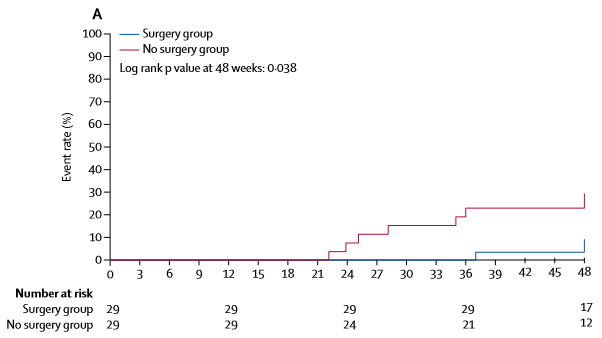 A
Surgery group
No surgery group
Log rank p value at 48 weeks: 0·038
Event rate (%)
100
90
80
70
60
50
40
30
20
10
0
0 3 6 9 12 15 18 21 24 27 30 33 36 39 42 45 48
Number at risk
Surgery group 29 29 29 29 17
No surgery group 29 29 24 21 12